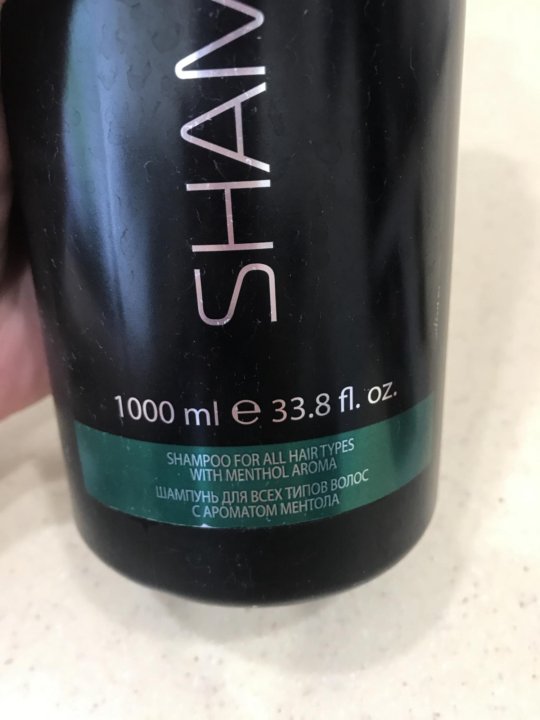 SHAM
1000 ml ℮ 33.8 fl. oz.
SHAMPOO FOR ALL HAIR TYPES
WITH MENTHOL AROMA
ШАМПУНЬ ДЛЯ ВСЕХ ТИПОВ ВОЛОС
С АРОМАТОМ МЕНТОЛА